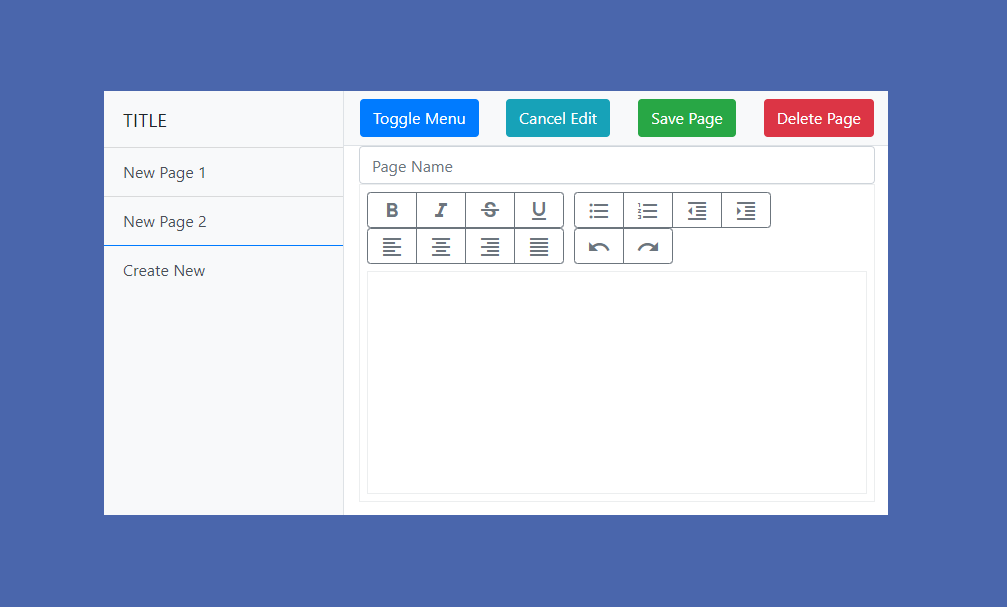 TITLE
New Page 1
New Page 2
Create New
Toggle Menu Cancel Edit Save Page Delete Page
Page Name
B I S U